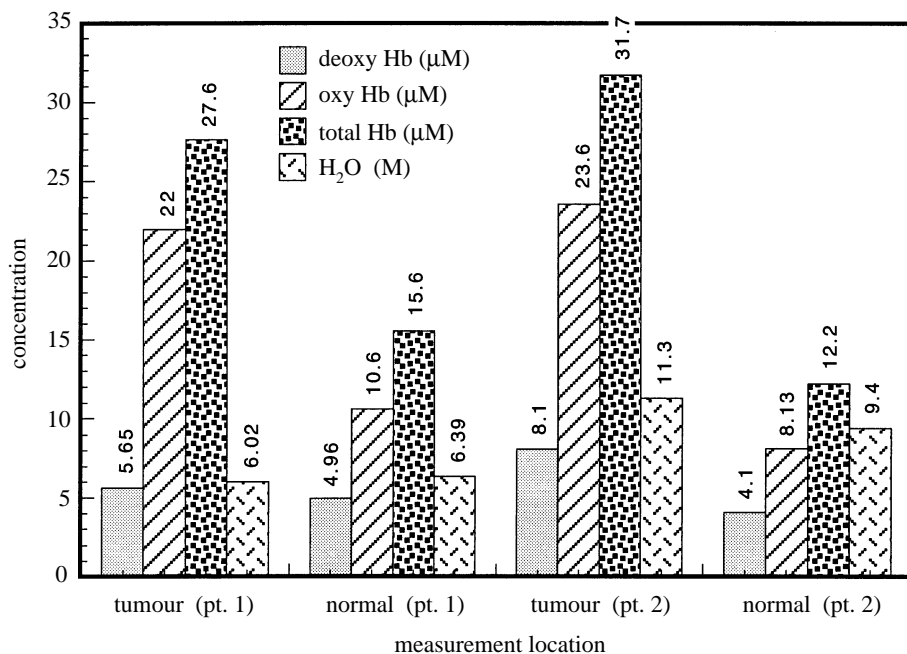 35
30
25
20
15
10
5
0
concentration
deoxy Hb (μM)
oxy Hb (μM)
total Hb (μM)
H₂O (M)
5.65
22
27.6
6.02
4.96
10.6
15.6
6.39
8.1
23.6
31.7
11.3
4.1
8.13
12.2
9.4
tumour (pt. 1)
normal (pt. 1)
tumour (pt. 2)
normal (pt. 2)
measurement location